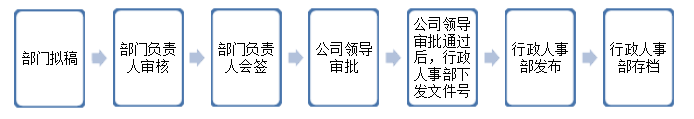 部门拟稿
部门负责
人审核
部门负责
人会签
公司领导
审批
公司领导
审批通过
后，行政
人事部下
发文件号
行政人事
部发布
行政人事
部存档